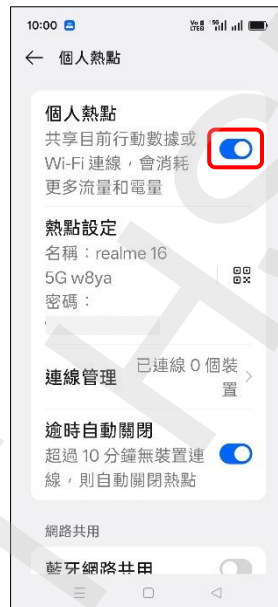 10:00
個人熱點
個人熱點
共享目前行動數據或
Wi-Fi 連線，會消耗
更多流量和電量
熱點設定
名稱：realme 16
5G w8ya
密碼：
連線管理
已連線 0 個裝
置
逾時自動關閉
超過 10 分鐘無裝置連
線，則自動關閉熱點
網路共用
藍牙網路共用